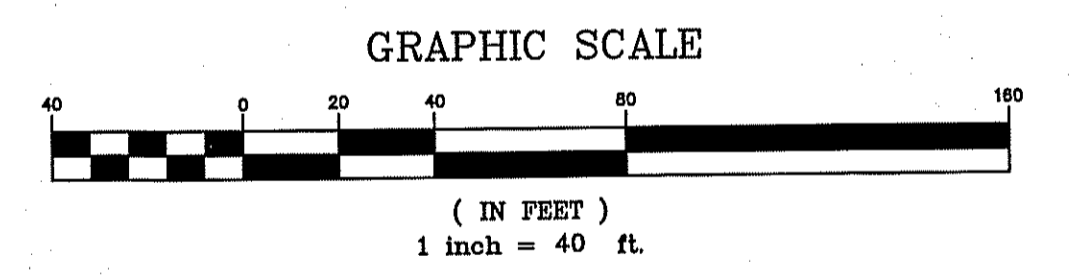 GRAPHIC SCALE
40 0 20 40 80 160
( IN FEET )
1 inch = 40 ft.